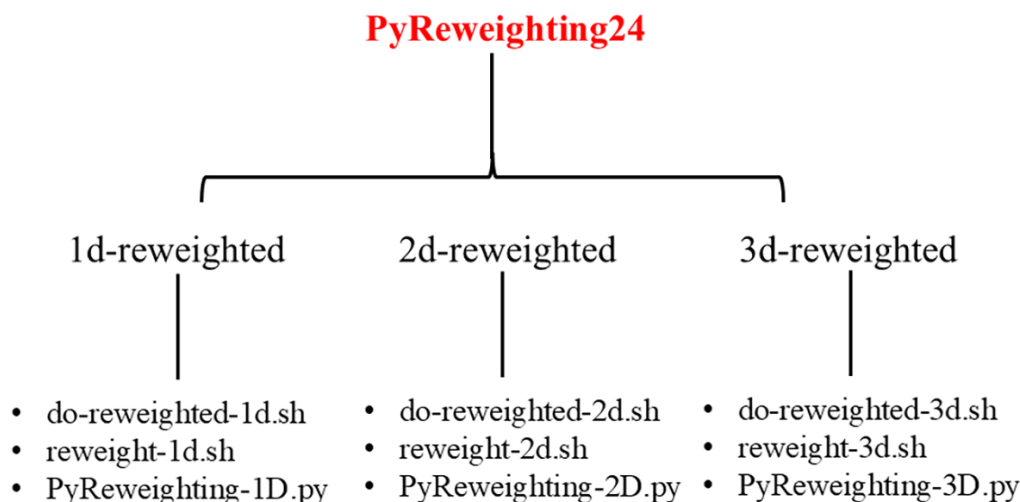 PyReweighting24
1d-reweighted
2d-reweighted
3d-reweighted
• do-reweighted-1d.sh
• reweight-1d.sh
• PyReweighting-1D.py
• do-reweighted-2d.sh
• reweight-2d.sh
• PyReweighting-2D.py
• do-reweighted-3d.sh
• reweight-3d.sh
• PyReweighting-3D.py